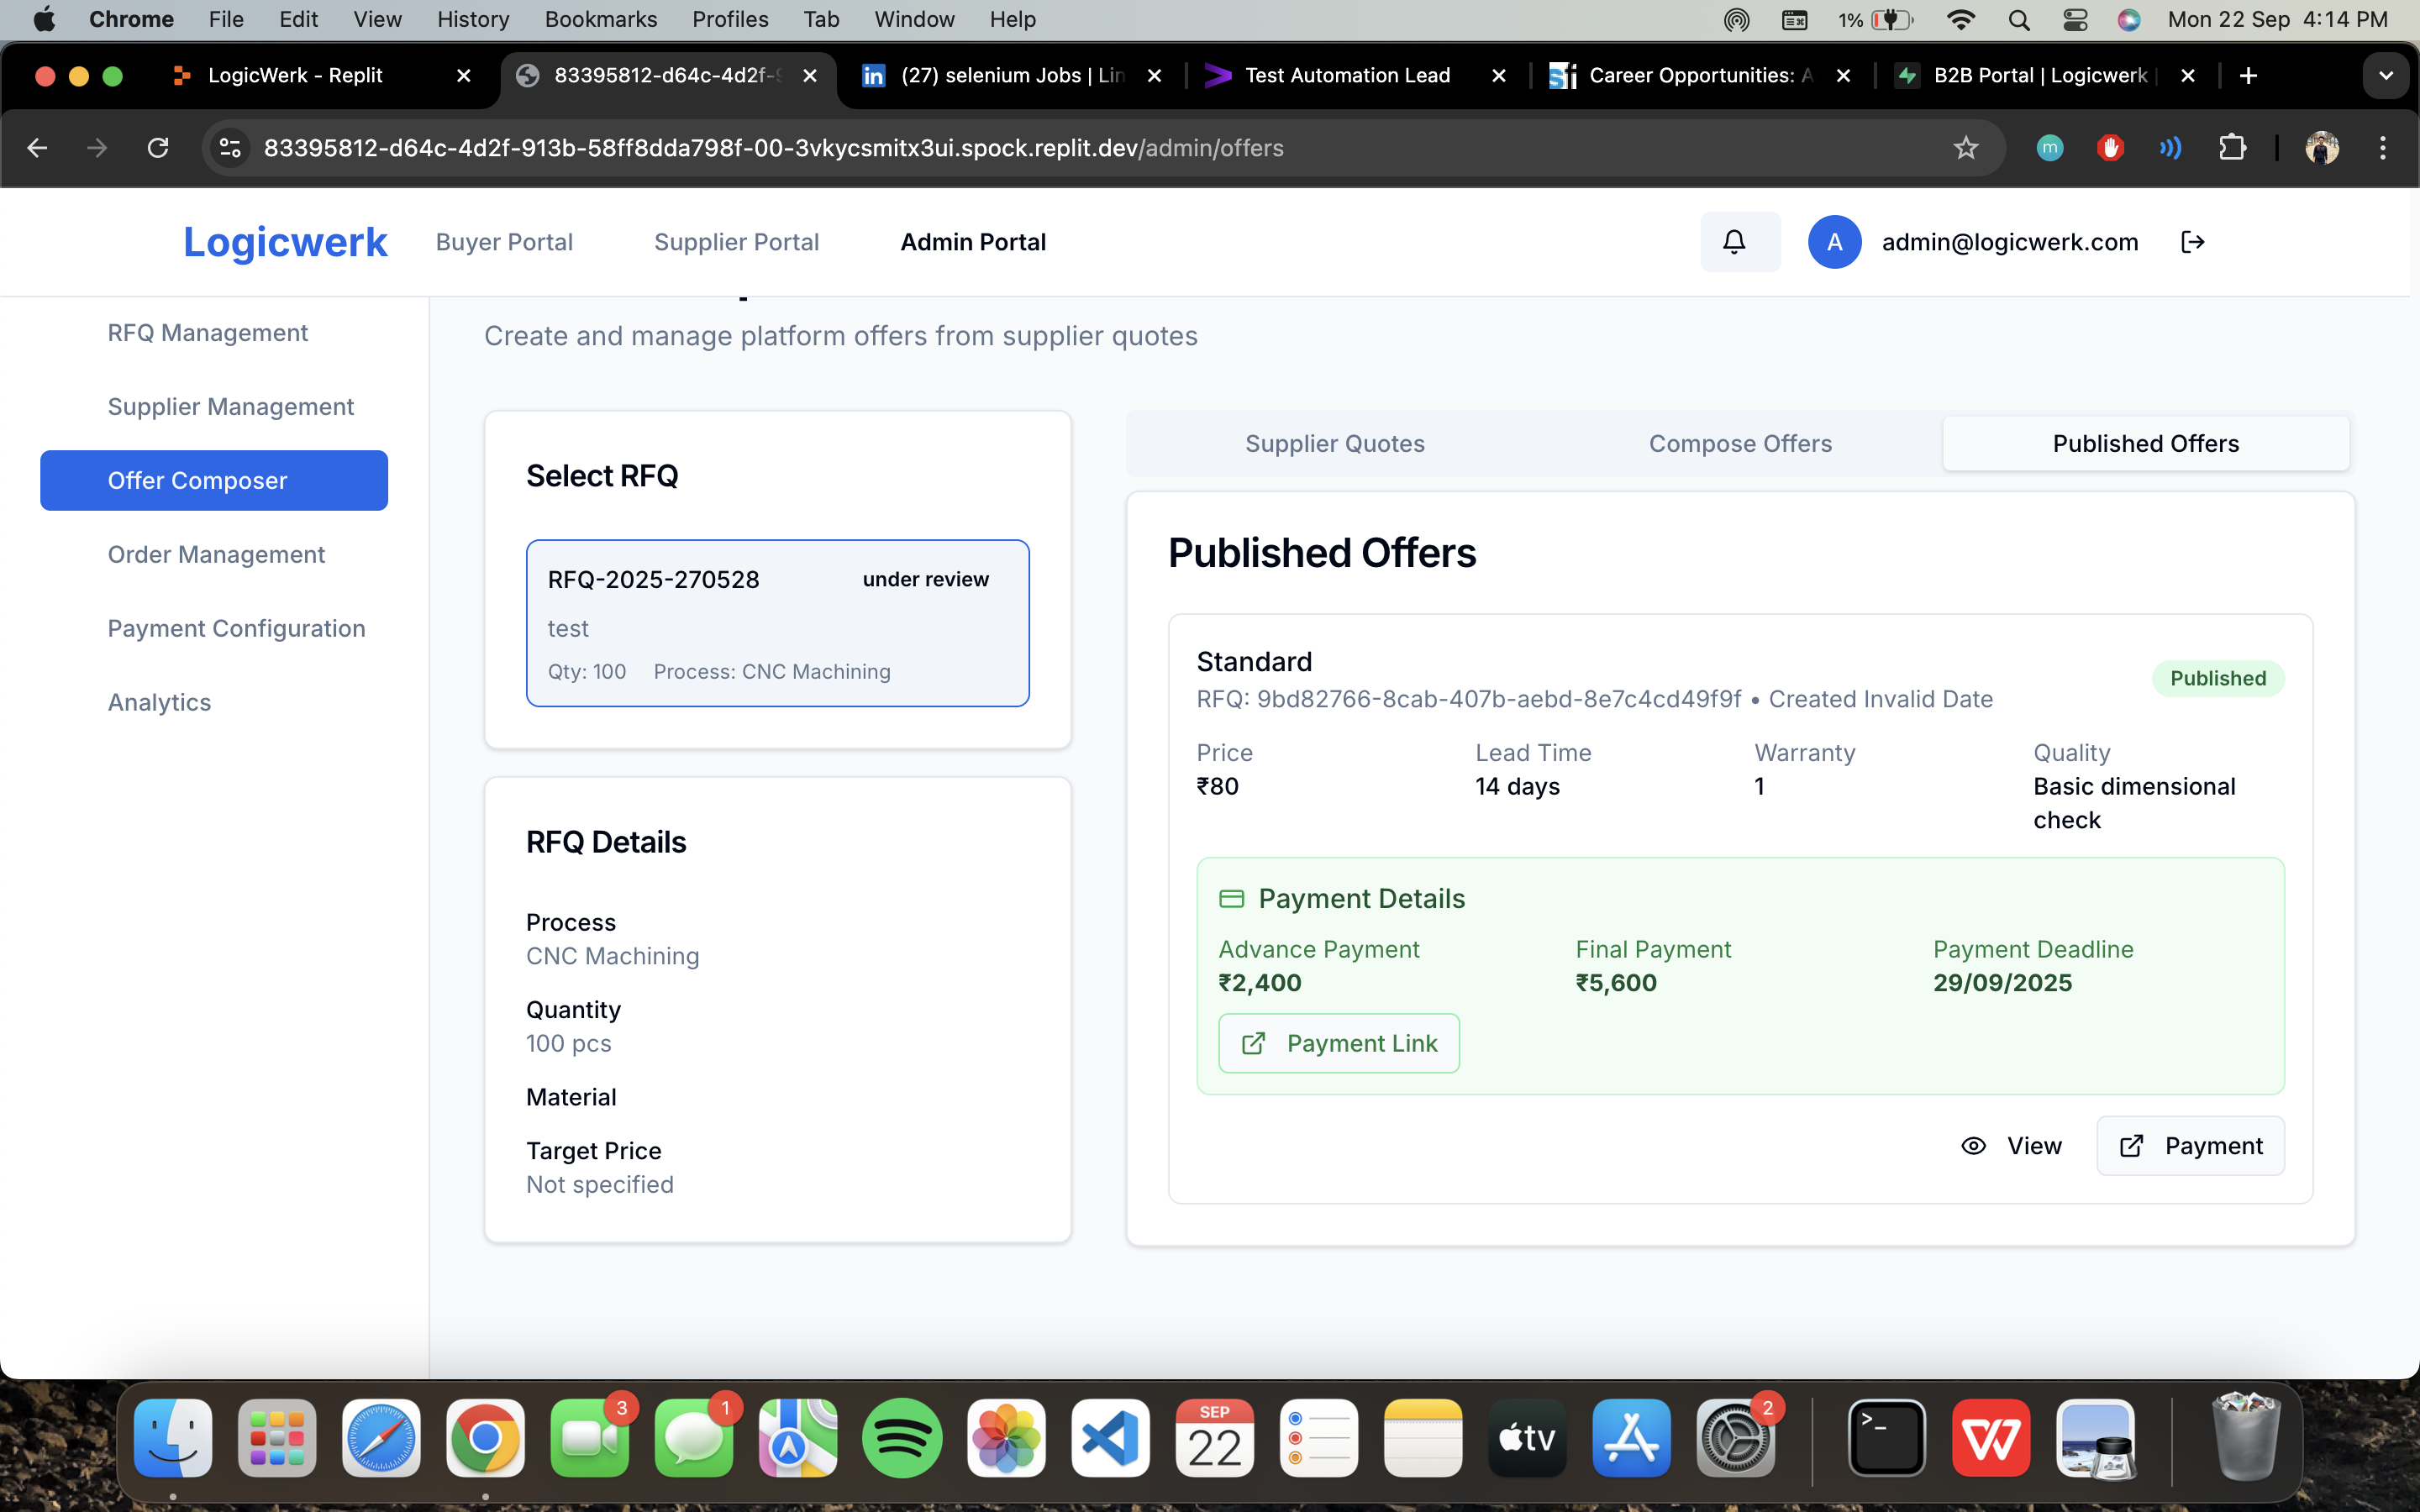 Chrome File Edit View History Bookmarks Profiles Tab Window Help 1% Mon 22 Sep 4:14 PM
LogicWerk - Replit 83395812-d64c-4d2f-9 (27) selenium Jobs | Lin Test Automation Lead Career Opportunities: A B2B Portal | Logicwerk
83395812-d64c-4d2f-913b-58ff8dda798f-00-3vkycsmitx3ui.spock.replit.dev/admin/offers m
Logicwerk Buyer Portal Supplier Portal Admin Portal A admin@logicwerk.com
RFQ Management
Supplier Management
Offer Composer
Order Management
Payment Configuration
Analytics
Create and manage platform offers from supplier quotes
Select RFQ
RFQ-2025-270528 under review
test
Qty: 100 Process: CNC Machining
RFQ Details
Process
CNC Machining
Quantity
100 pcs
Material
Target Price
Not specified
Supplier Quotes Compose Offers Published Offers
Published Offers
Standard
Published
RFQ: 9bd82766-8cab-407b-aebd-8e7c4cd49f9f • Created Invalid Date
Price Lead Time Warranty Quality
₹80 14 days 1 Basic dimensional
check
Payment Details
Advance Payment Final Payment Payment Deadline
₹2,400 ₹5,600 29/09/2025
Payment Link
View Payment
3 1 SEP 22 tv 2